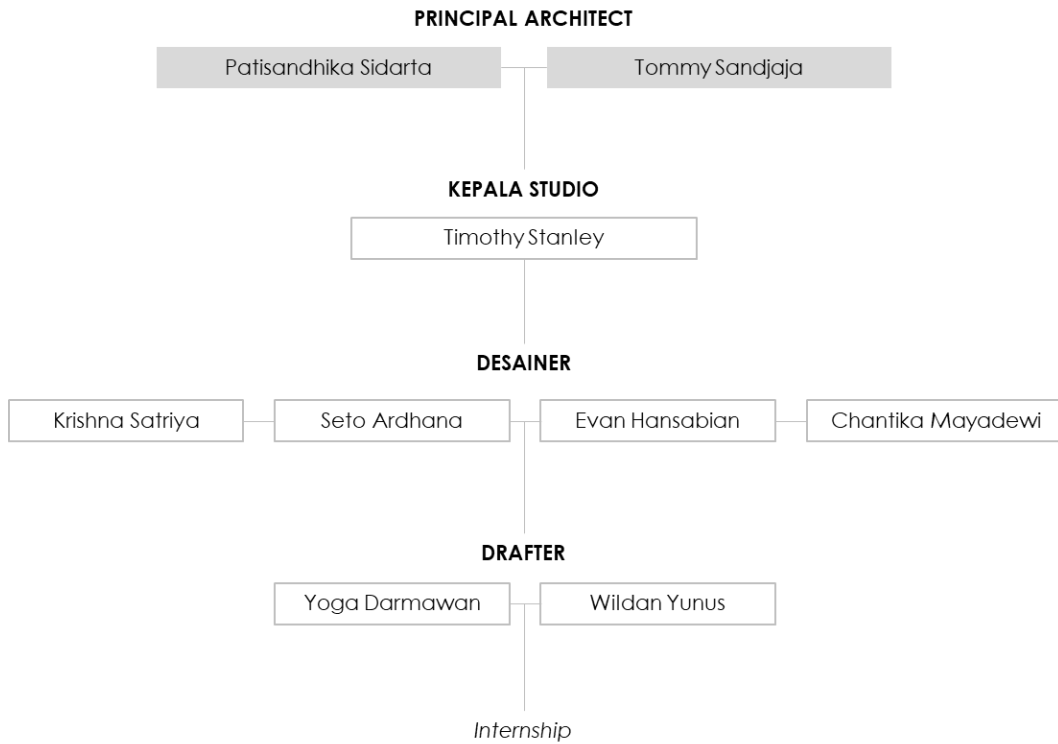 PRINCIPAL ARCHITECT
Patisandhika Sidarta
Tommy Sandjaja
KEPALA STUDIO
Timothy Stanley
DESAINER
Krishna Satriya
Seto Ardhana
Evan Hansabian
Chantika Mayadewi
DRAFTER
Yoga Darmawan
Wildan Yunus
Internship